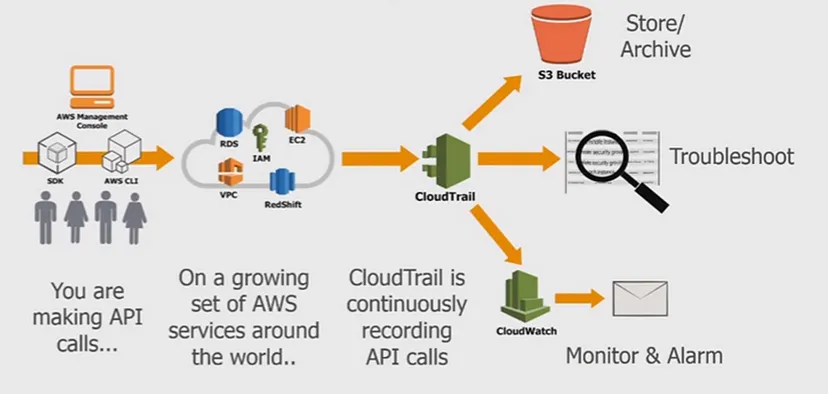 Store/
Archive
S3 Bucket
AWS Management
Console
SDK
AWS CLI
RDS
IAM
EC2
VPC
RedShift
CloudTrail
Troubleshoot
You are
making API
calls...
On a growing
set of AWS
services around
the world..
CloudTrail is
continuously
recording
API calls
CloudWatch
Monitor & Alarm